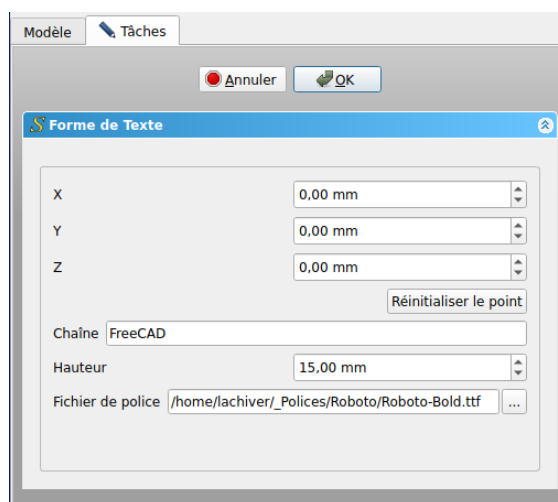 Modèle Tâches
Annuler OK
Forme de Texte
X 0,00 mm
Y 0,00 mm
Z 0,00 mm
Réinitialiser le point
Chaîne FreeCAD
Hauteur 15,00 mm
Fichier de police /home/lachiver/_Polices/Roboto/Roboto-Bold.ttf ...